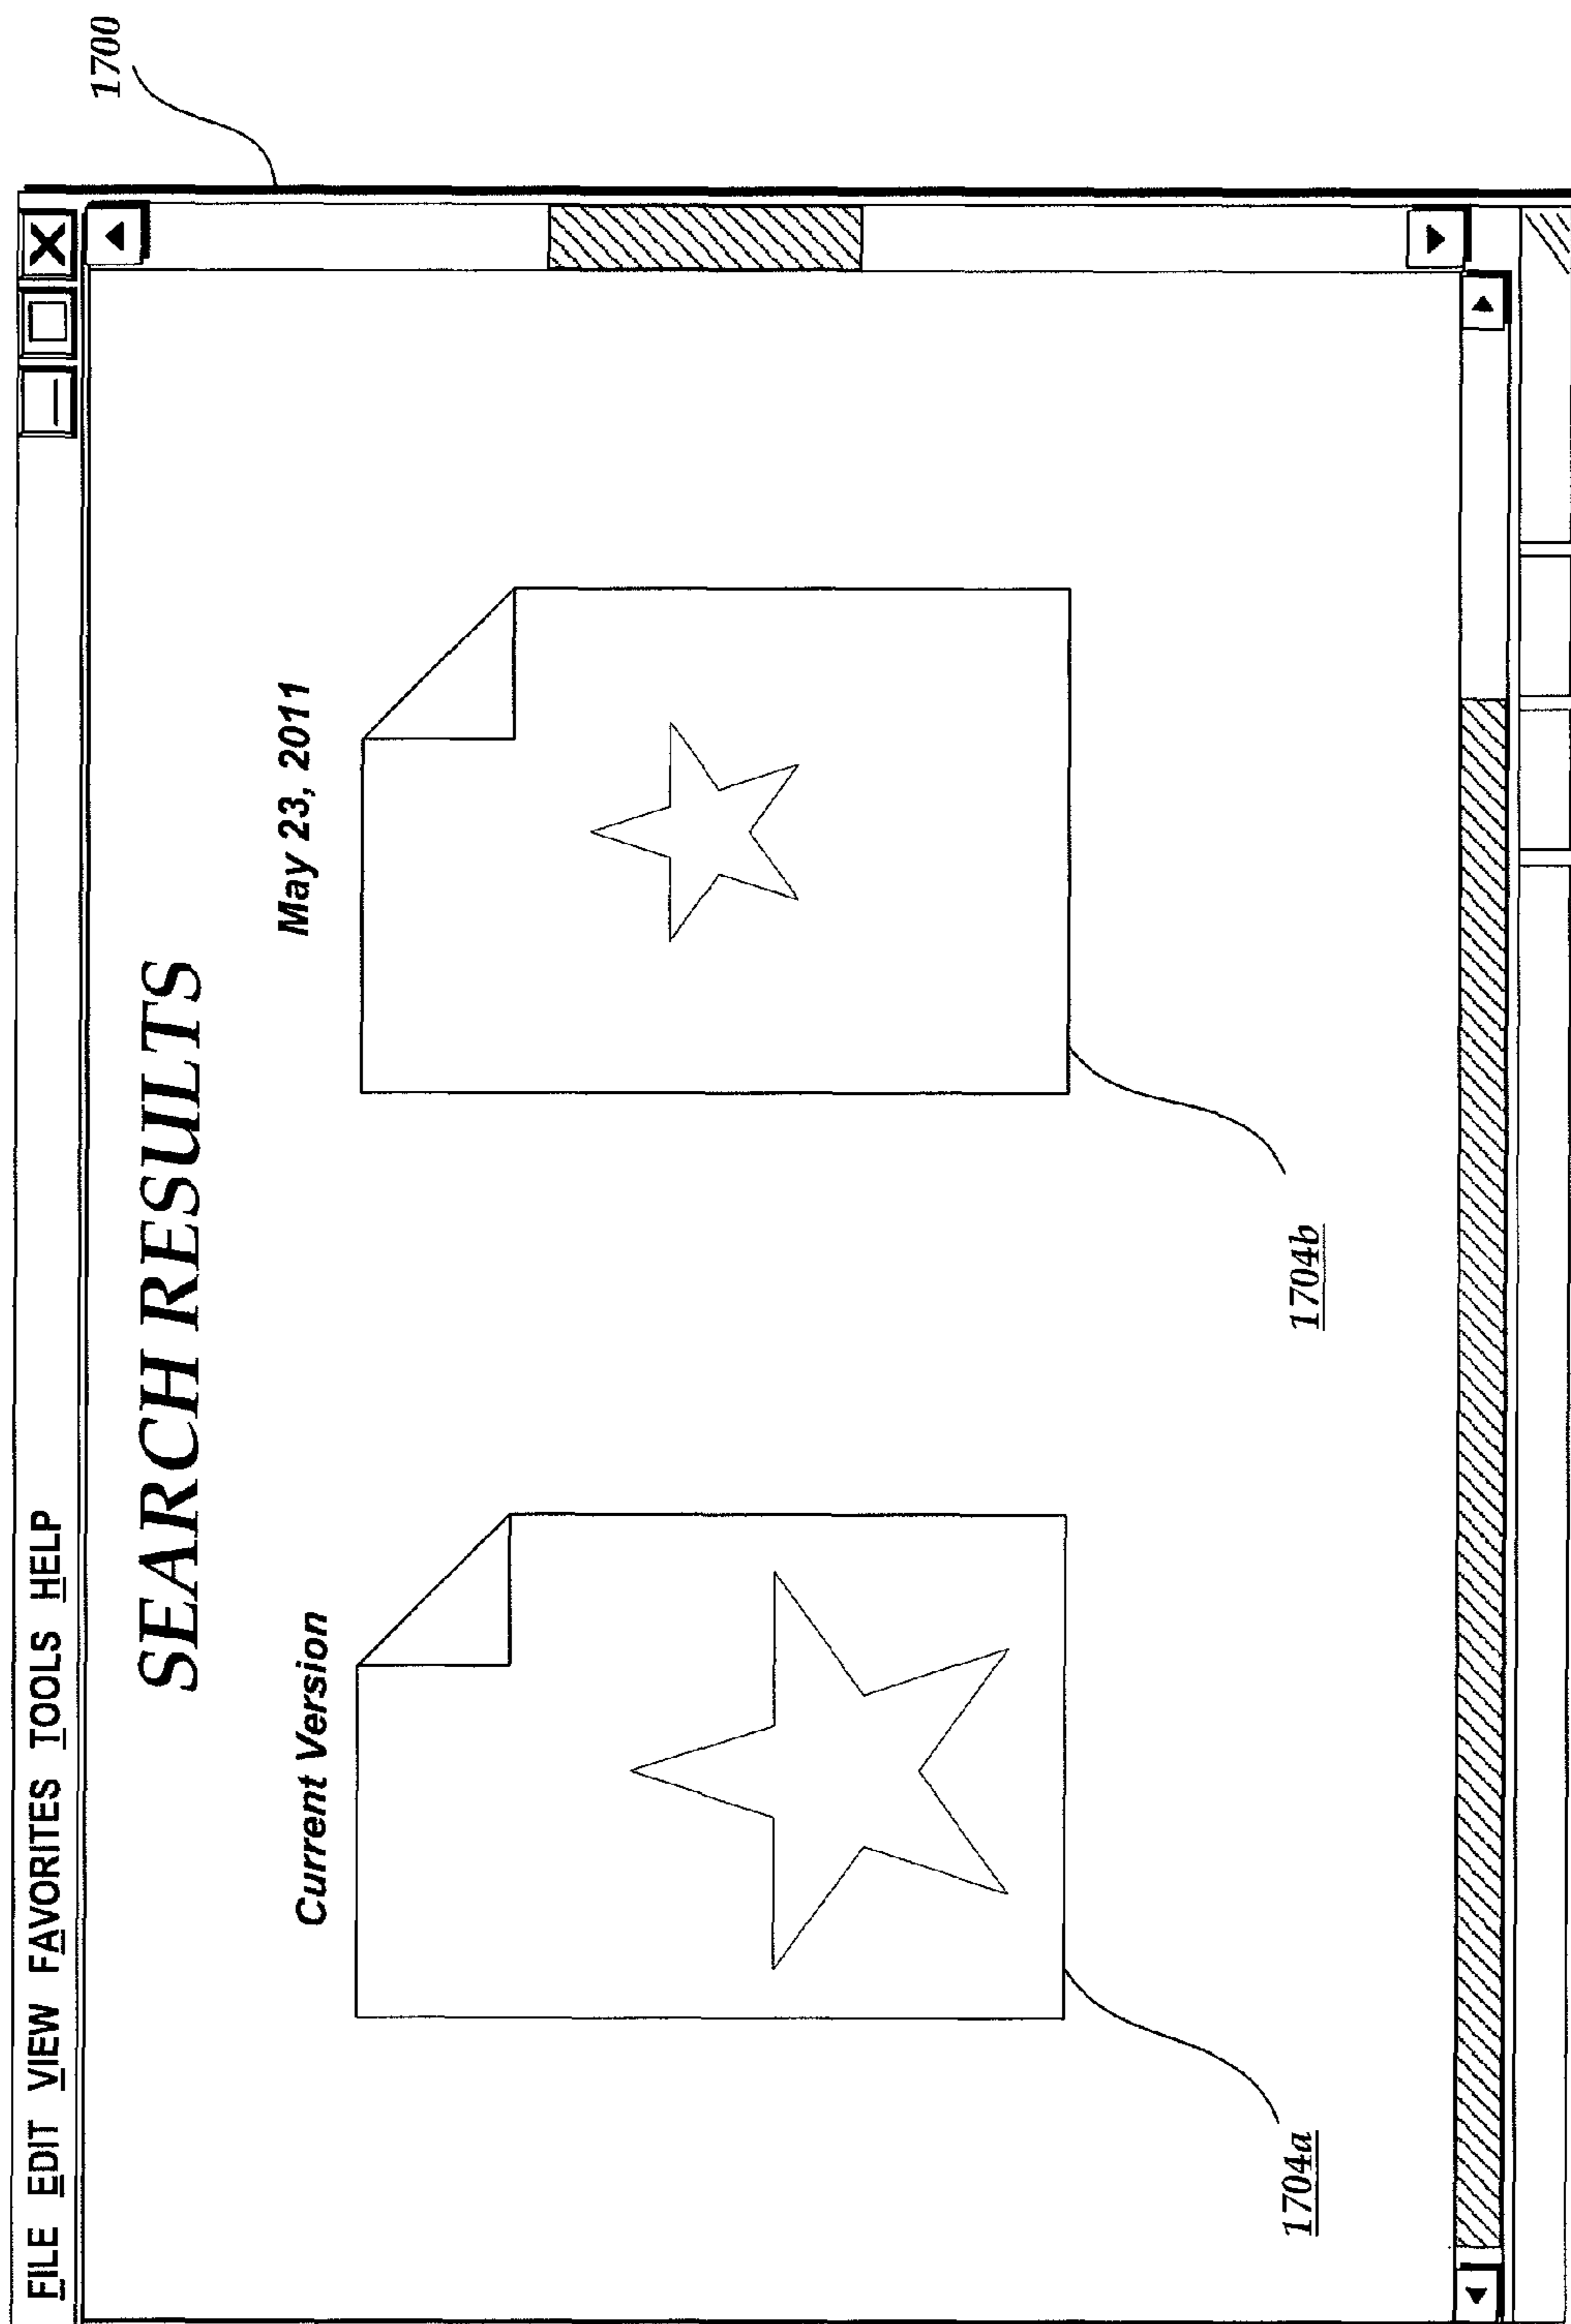 1700
FILE EDIT VIEW FAVORITES TOOLS HELP
SEARCH RESULTS
Current Version
May 23, 2011
1704a
1704b